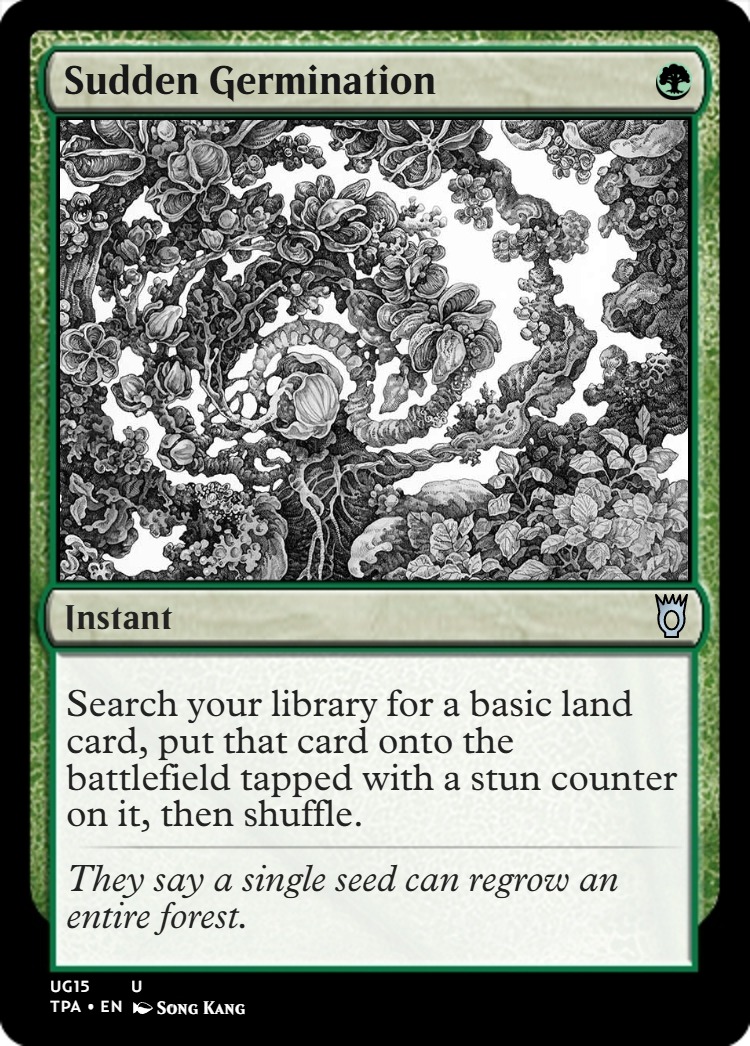 Sudden Germination
Instant
Search your library for a basic land
card, put that card onto the
battlefield tapped with a stun counter
on it, then shuffle.
They say a single seed can regrow an
entire forest.
UG15 U
TPA • EN Song Kang